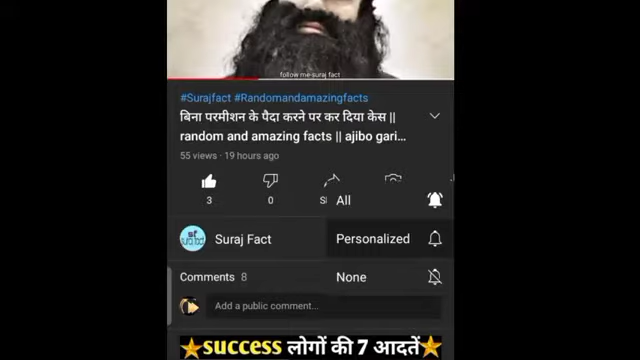 follow me-suraj fact
#Surajfact #Randomandamazingfacts
बिना परमीशन के पैदा करने पर कर दिया केस ||
random and amazing facts || ajibo gari...
55 views · 19 hours ago
3 0 All
Suraj Fact Personalized
Comments 8 None
Add a public comment...
success लोगों की 7 आदतें